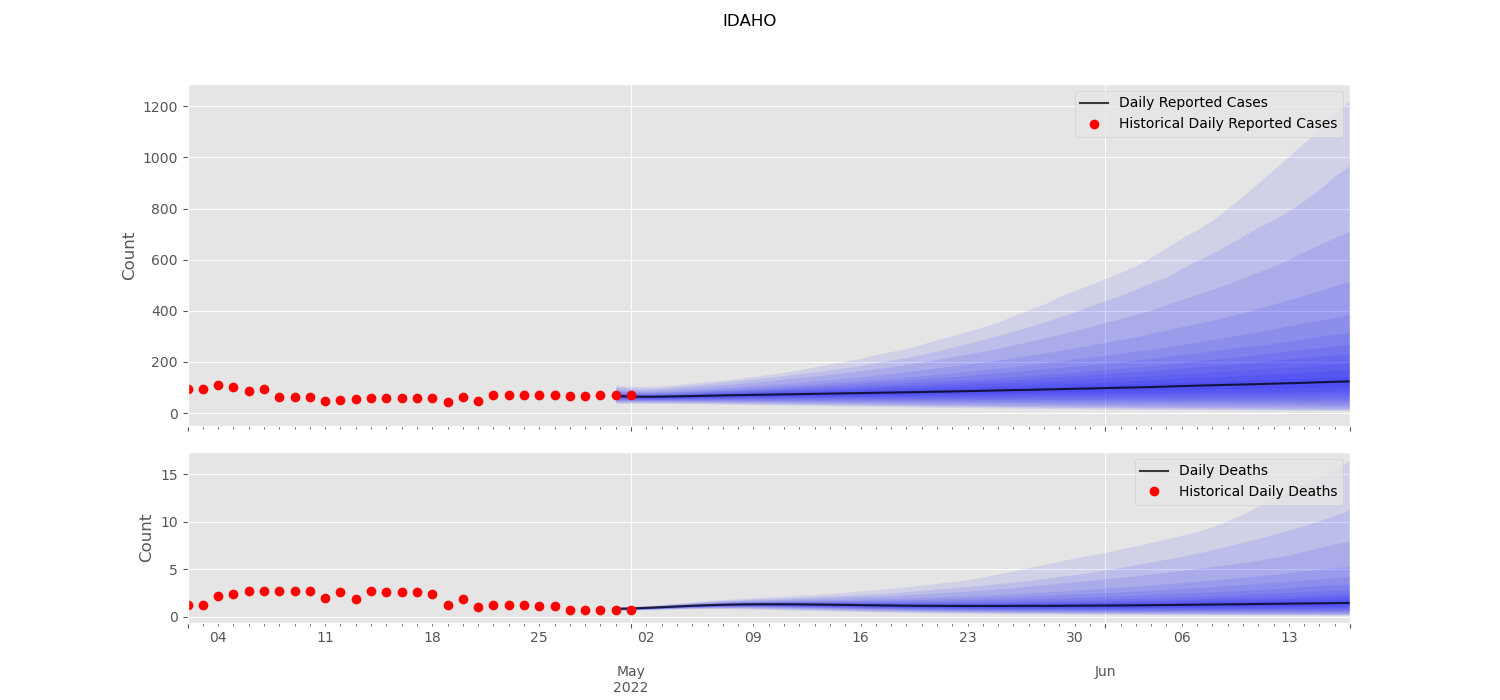 IDAHO
Daily Reported Cases
Historical Daily Reported Cases
Count
1200
1000
800
600
400
200
0
Daily Deaths
Historical Daily Deaths
Count
15
10
5
0
04 11 18 25 02 09 16 23 30 06 13
May Jun
2022